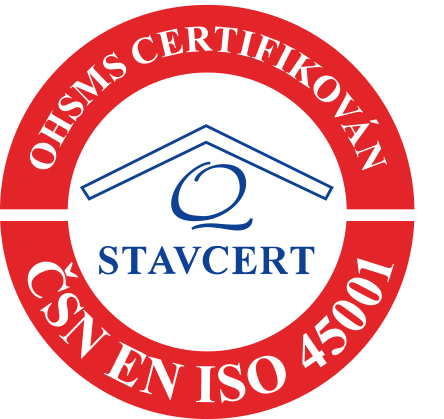 OHSMS CERTIFIKOVÁN
Q
STAVCERT
ČSN EN ISO 45001